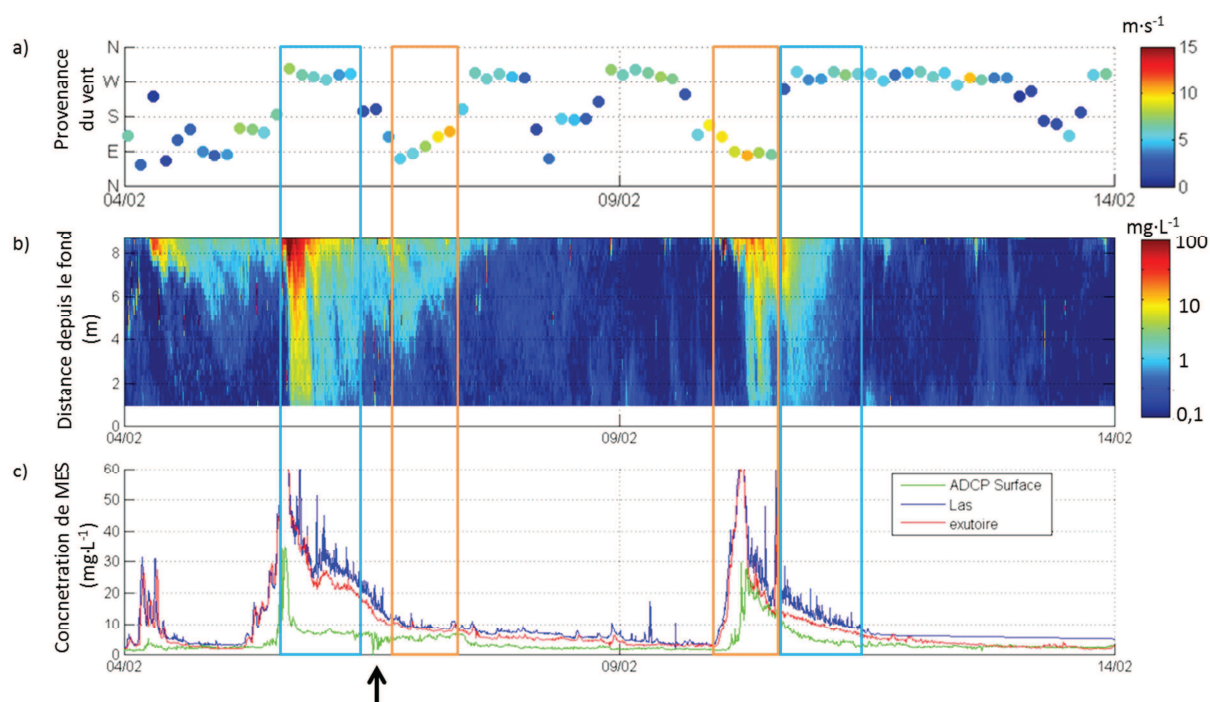 a)
Provenance
du vent
N
W
S
E
N
04/02
09/02
14/02
m·s⁻¹
15
10
5
0
b)
Distance depuis le fond
(m)
8
6
4
2
0
04/02
09/02
14/02
mg·L⁻¹
100
10
1
0,1
c)
Concnetration de MES
(mg·L⁻¹)
60
50
40
30
20
10
0
04/02
09/02
14/02
ADCP Surface
Las
exutoire